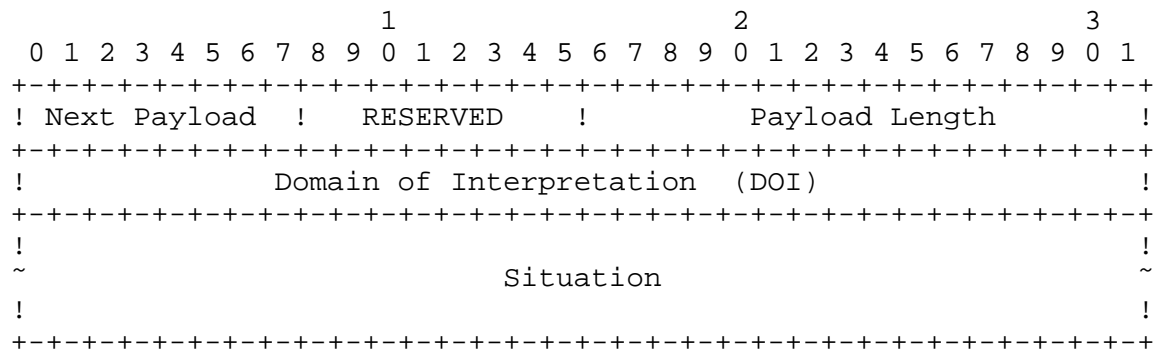 1                   2                   3
 0 1 2 3 4 5 6 7 8 9 0 1 2 3 4 5 6 7 8 9 0 1 2 3 4 5 6 7 8 9 0 1
+-+-+-+-+-+-+-+-+-+-+-+-+-+-+-+-+-+-+-+-+-+-+-+-+-+-+-+-+-+-+-+-+
! Next Payload  !   RESERVED    !         Payload Length        !
+-+-+-+-+-+-+-+-+-+-+-+-+-+-+-+-+-+-+-+-+-+-+-+-+-+-+-+-+-+-+-+-+
!              Domain of Interpretation  (DOI)                  !
+-+-+-+-+-+-+-+-+-+-+-+-+-+-+-+-+-+-+-+-+-+-+-+-+-+-+-+-+-+-+-+-+
!                                                               !
~                           Situation                           ~
!                                                               !
+-+-+-+-+-+-+-+-+-+-+-+-+-+-+-+-+-+-+-+-+-+-+-+-+-+-+-+-+-+-+-+-+